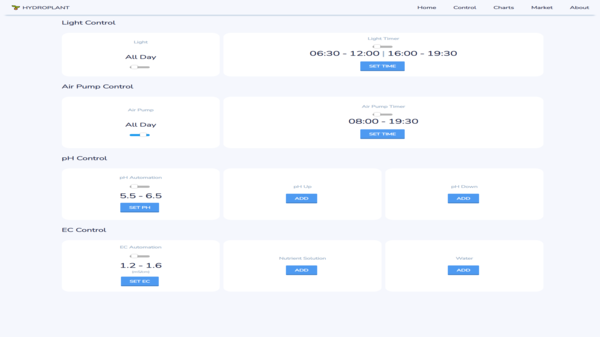 HYDROPLANT
Home Control Charts Market About
Light Control
Light
All Day
Light Timer
06:30 - 12:00 | 16:00 - 19:30
SET TIME
Air Pump Control
Air Pump
All Day
Air Pump Timer
08:00 - 19:30
SET TIME
pH Control
pH Automation
5.5 - 6.5
SET PH
pH Up
ADD
pH Down
ADD
EC Control
EC Automation
1.2 - 1.6
SET EC
Nutrient Solution
ADD
Water
ADD